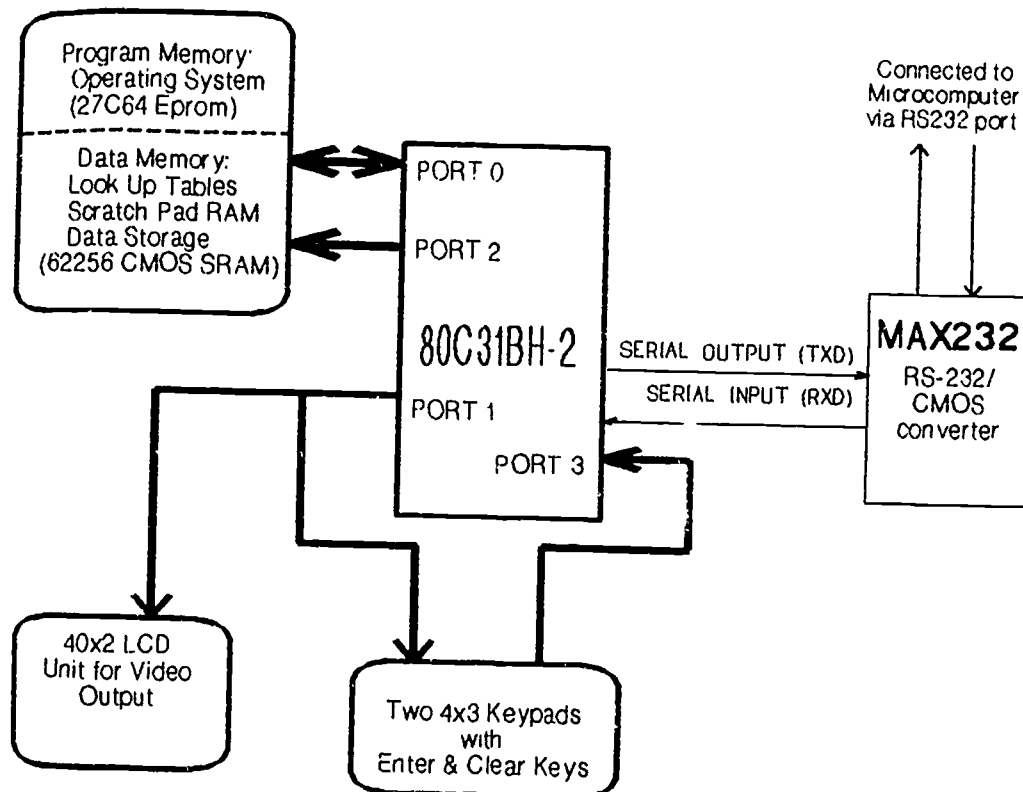 Program Memory:
Operating System
(27C64 Eprom)
Data Memory:
Look Up Tables
Scratch Pad RAM
Data Storage
(62256 CMOS SRAM)
PORT 0
PORT 2
80C31BH-2
PORT 1
PORT 3
SERIAL OUTPUT (TXD)
SERIAL INPUT (RXD)
Connected to
Microcomputer
via RS232 port
MAX232
RS-232/
CMOS
converter
40x2 LCD
Unit for Video
Output
Two 4x3 Keypads
with
Enter & Clear Keys